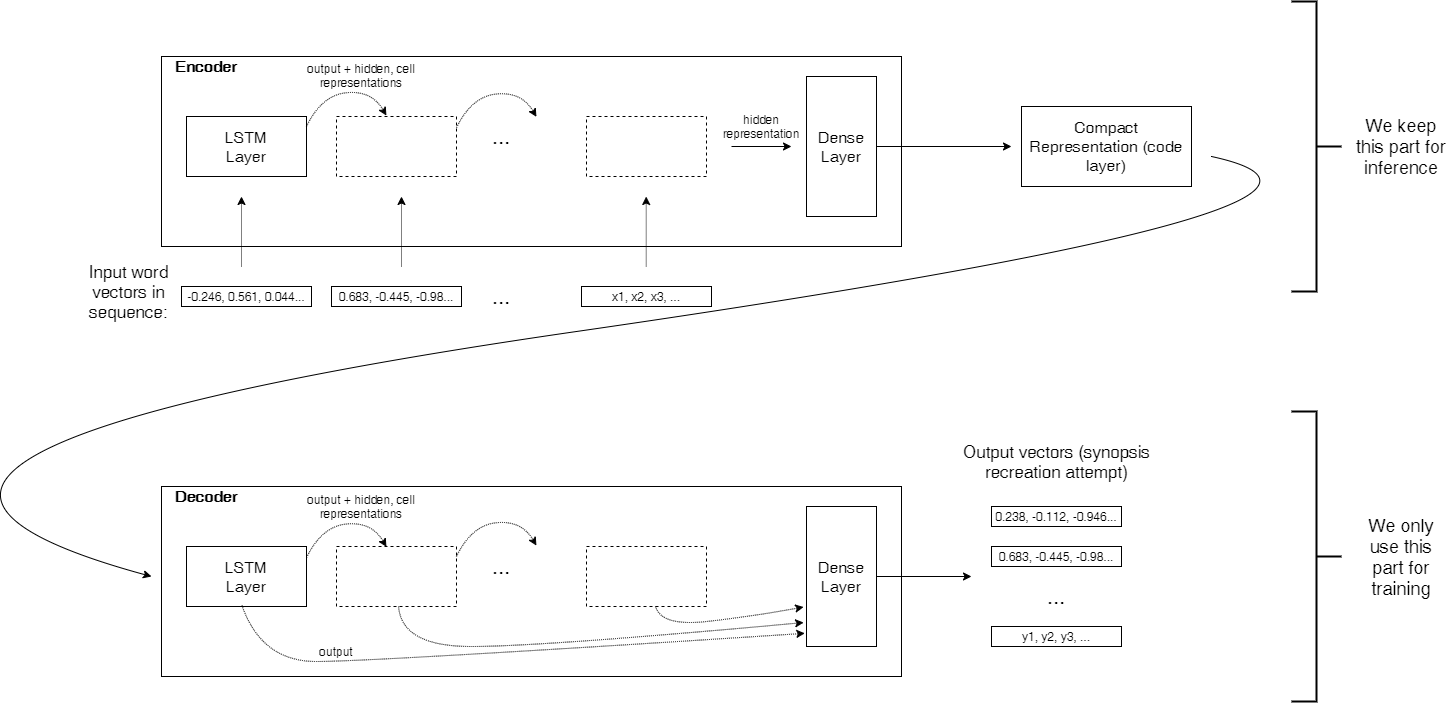 Encoder
output + hidden, cell
representations
LSTM
Layer
...
hidden
representation
Dense
Layer
Compact
Representation (code
layer)
We keep
this part for
inference
Input word
vectors in
sequence:
-0.246, 0.561, 0.044...
0.683, -0.445, -0.98...
...
x1, x2, x3, ...
Decoder
output + hidden, cell
representations
LSTM
Layer
...
output
Dense
Layer
Output vectors (synopsis
recreation attempt)
0.238, -0.112, -0.946...
0.683, -0.445, -0.98...
...
y1, y2, y3, ...
We only
use this
part for
training